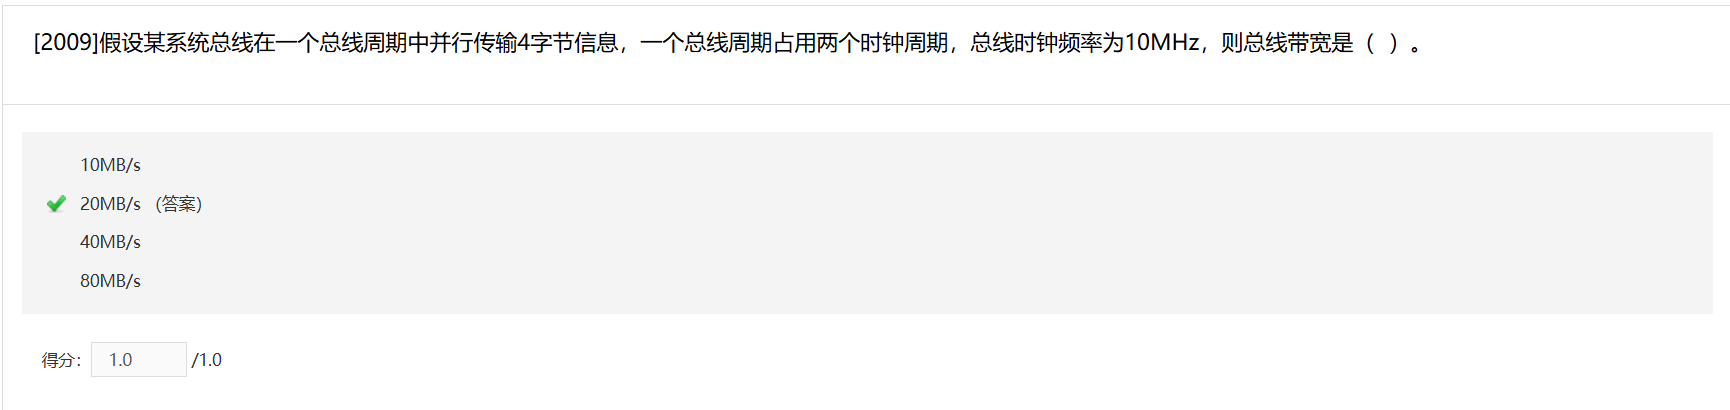 [2009]假设某系统总线在一个总线周期中并行传输4字节信息，一个总线周期占用两个时钟周期，总线时钟频率为10MHz，则总线带宽是（ ）。
10MB/s
20MB/s （答案）
40MB/s
80MB/s
得分： 1.0 /1.0